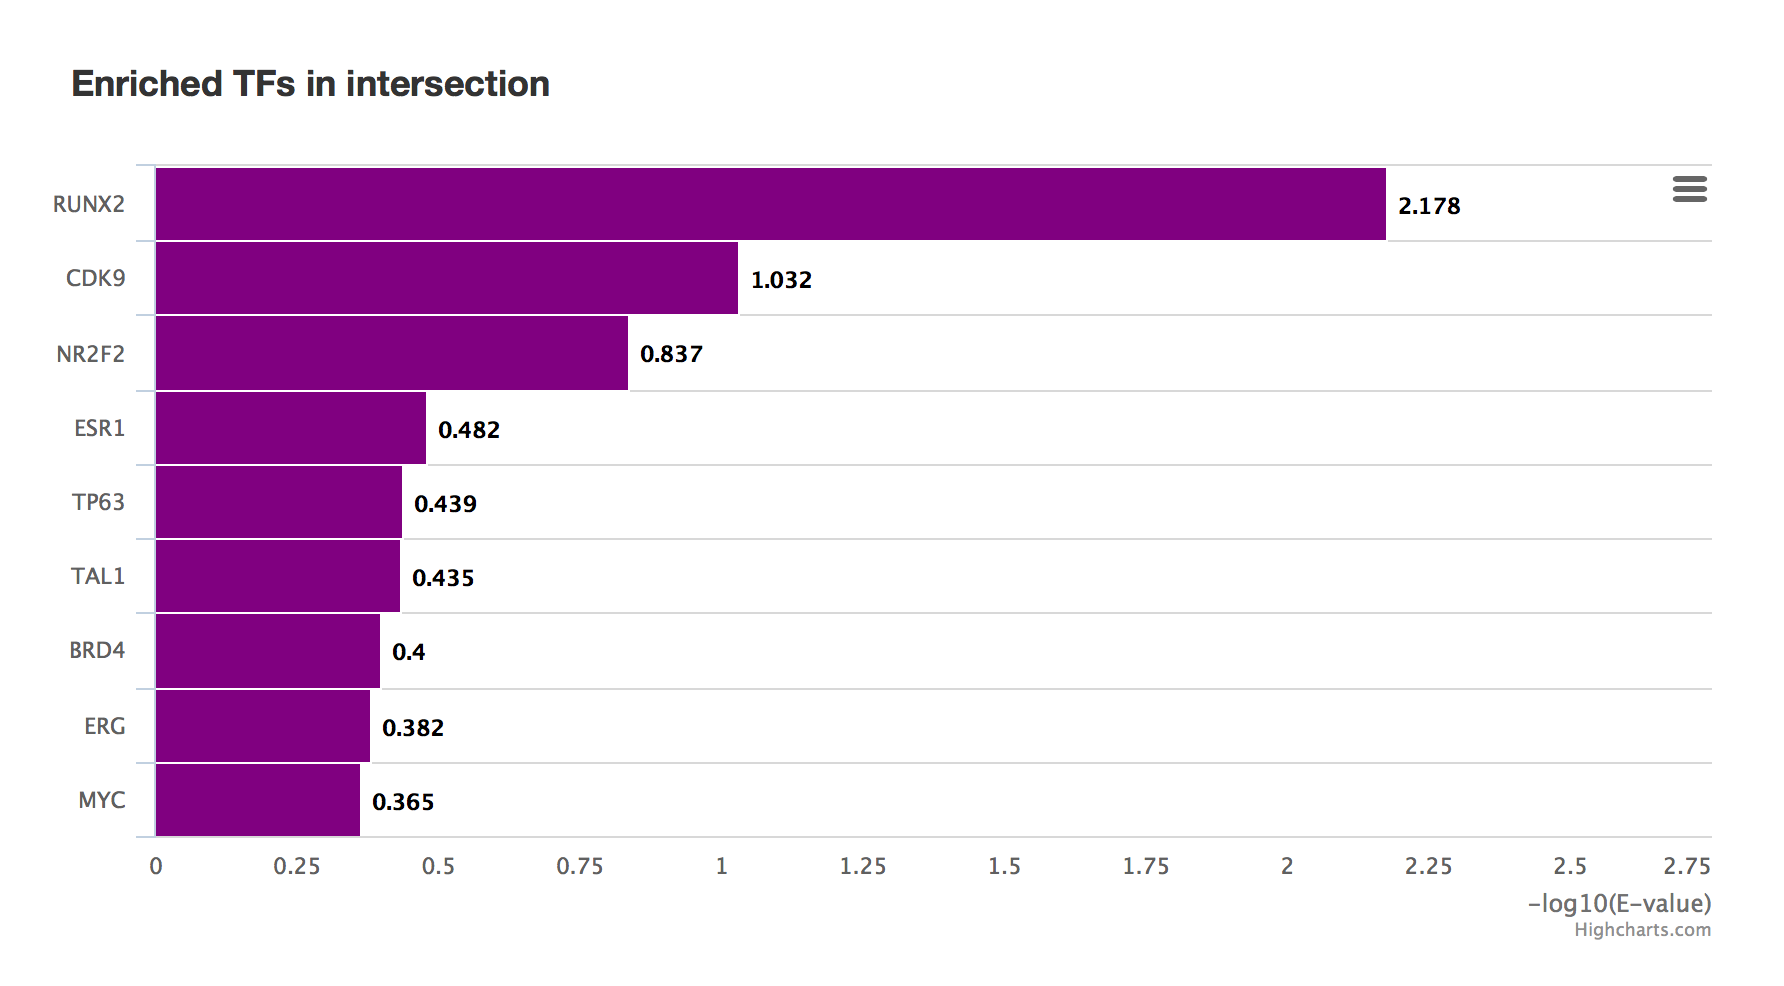 Enriched TFs in intersection
RUNX2 2.178
CDK9 1.032
NR2F2 0.837
ESR1 0.482
TP63 0.439
TAL1 0.435
BRD4 0.4
ERG 0.382
MYC 0.365
0 0.25 0.5 0.75 1 1.25 1.5 1.75 2 2.25 2.5 2.75
-log10(E-value)
Highcharts.com